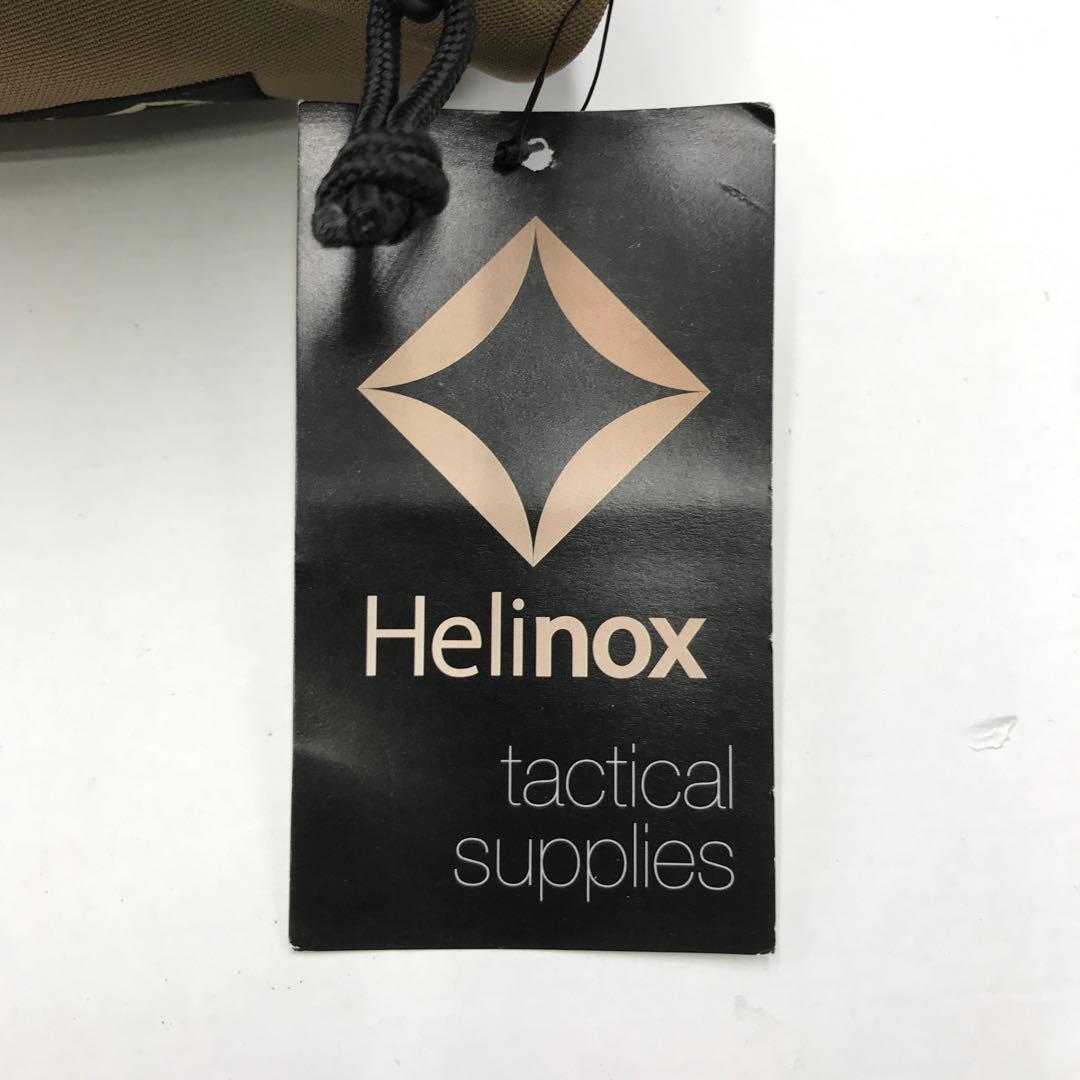 Helinox
tactical
supplies